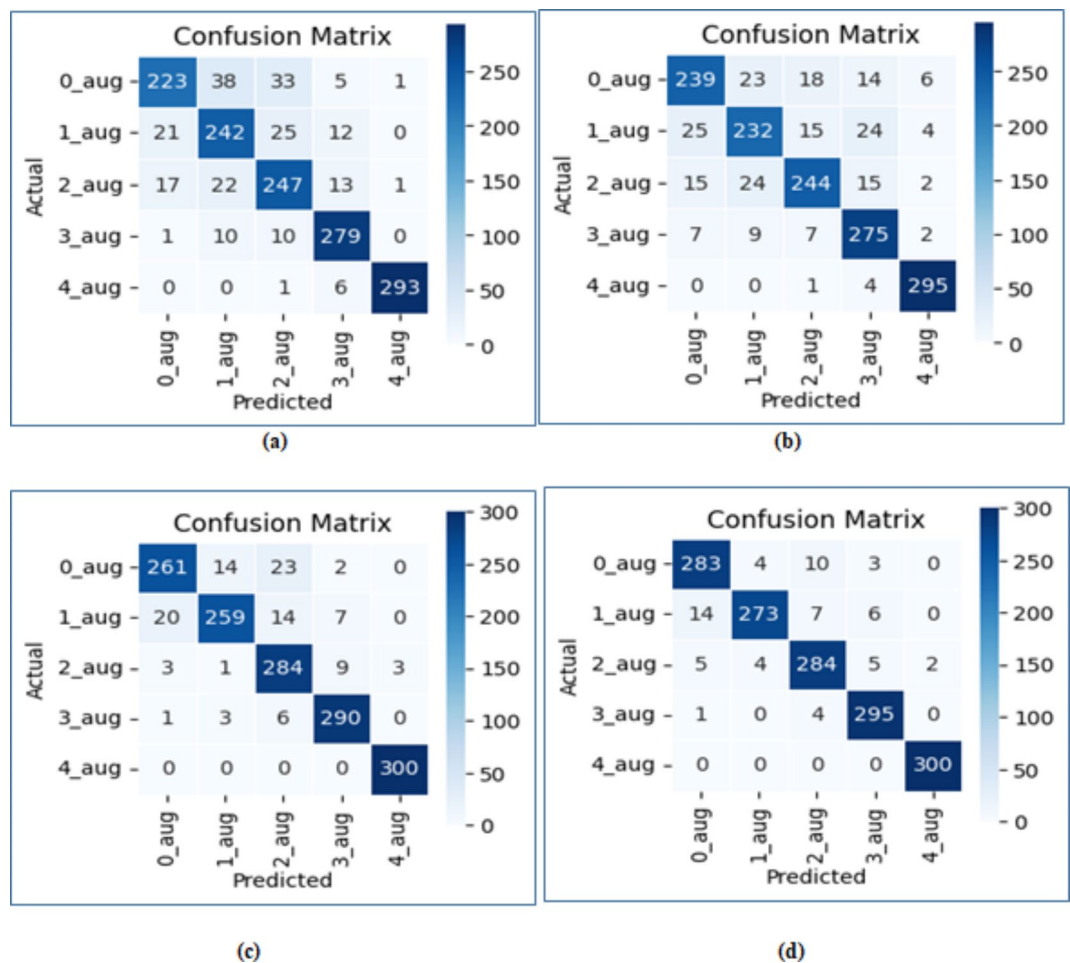 Confusion Matrix
0_aug 223 38 33 5 1
1_aug 21 242 25 12 0
2_aug 17 22 247 13 1
3_aug 1 10 10 279 0
4_aug 0 0 1 6 293
0_aug 1_aug 2_aug 3_aug 4_aug
Predicted
Actual
250
200
150
100
50
0
(a)
Confusion Matrix
0_aug 239 23 18 14 6
1_aug 25 232 15 24 4
2_aug 15 24 244 15 2
3_aug 7 9 7 275 2
4_aug 0 0 1 4 295
0_aug 1_aug 2_aug 3_aug 4_aug
Predicted
Actual
250
200
150
100
50
0
(b)
Confusion Matrix
0_aug 261 14 23 2 0
1_aug 20 259 14 7 0
2_aug 3 1 284 9 3
3_aug 1 3 6 290 0
4_aug 0 0 0 0 300
0_aug 1_aug 2_aug 3_aug 4_aug
Predicted
Actual
300
250
200
150
100
50
0
(c)
Confusion Matrix
0_aug 283 4 10 3 0
1_aug 14 273 7 6 0
2_aug 5 4 284 5 2
3_aug 1 0 4 295 0
4_aug 0 0 0 0 300
0_aug 1_aug 2_aug 3_aug 4_aug
Predicted
Actual
300
250
200
150
100
50
0
(d)